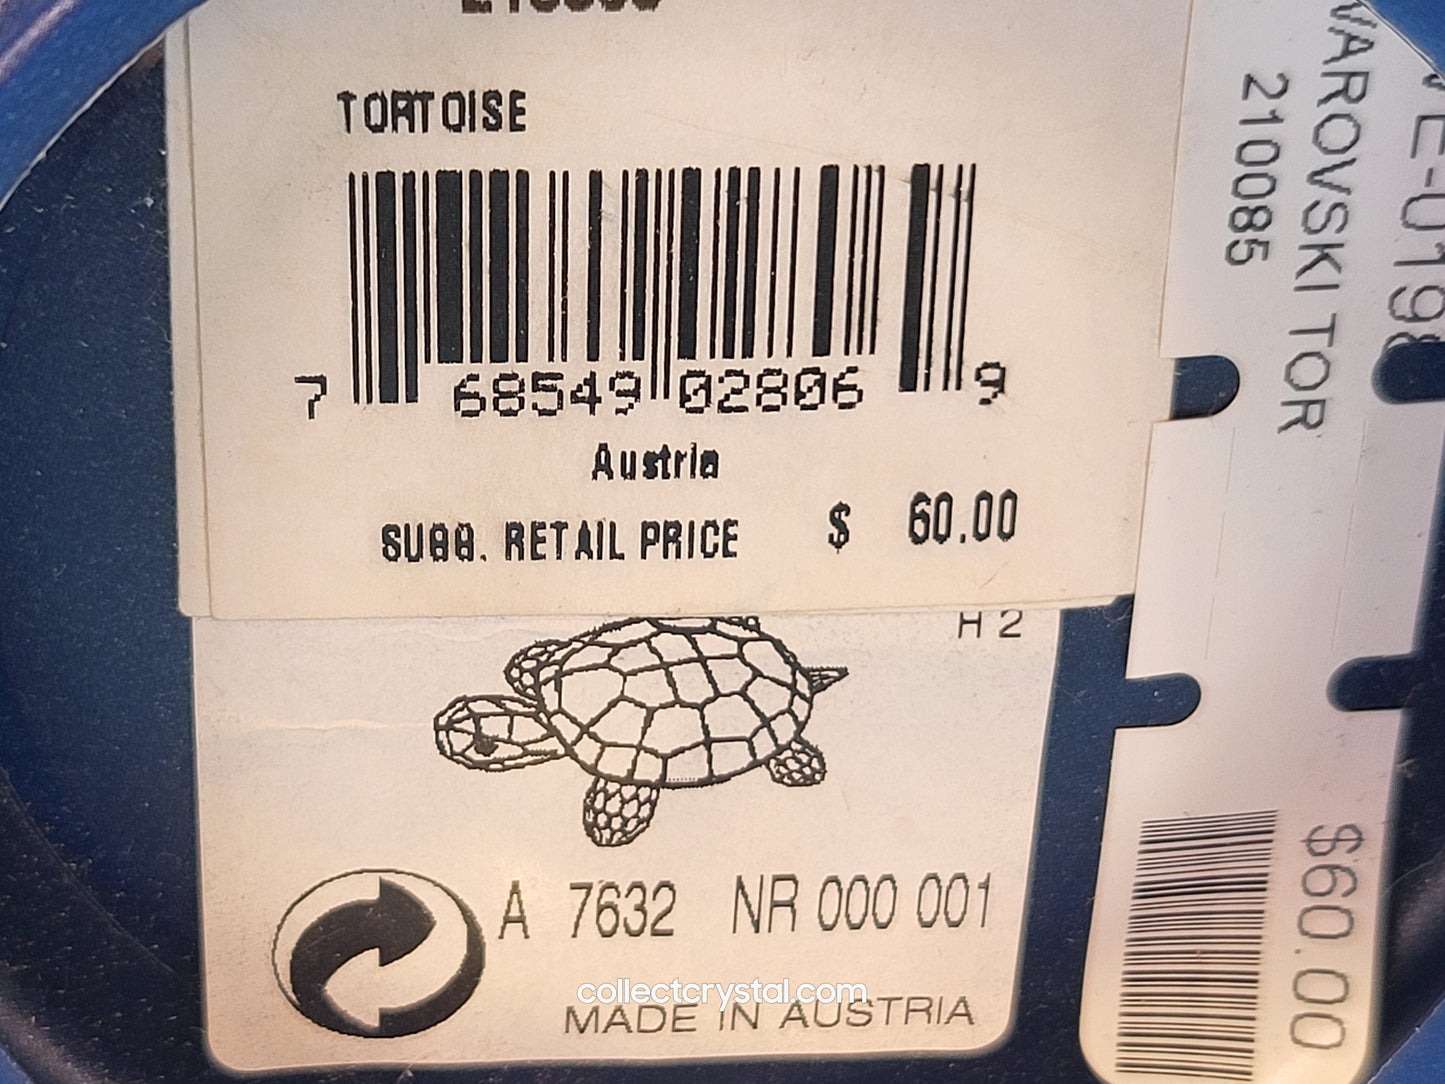 TORTOISE
7 68549 02806 9
Austria
SUGG. RETAIL PRICE $ 60.00
H 2
A 7632 NR 000 001
MADE IN AUSTRIA
collectcrystal.com
VAROVSKI TOR
210085
$60.00